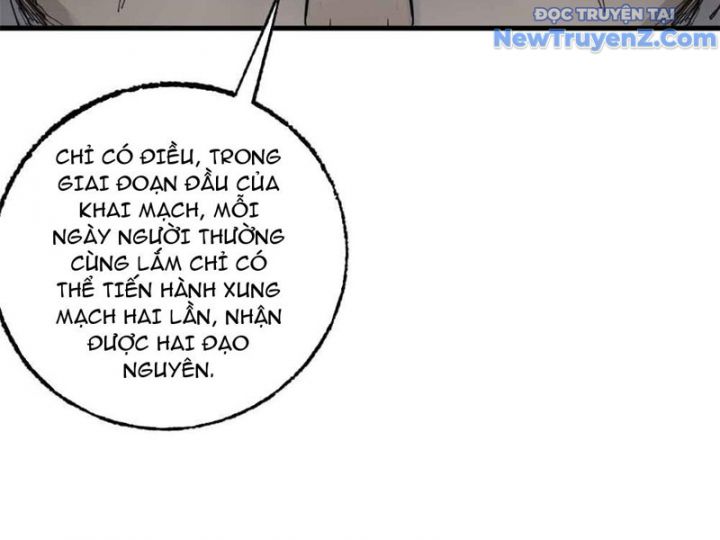 ĐỌC TRUYỆN TẠI
NewTruyenZ.com
CHỈ CÓ ĐIỀU, TRONG
GIAI ĐOẠN ĐẦU CỦA
KHAI MẠCH, MỖI
NGÀY NGƯỜI THƯỜNG
CÙNG LẮM CHỈ CÓ
THỂ TIẾN HÀNH XUNG
MẠCH HAI LẦN, NHẬN
ĐƯỢC HAI ĐẠO
NGUYÊN.